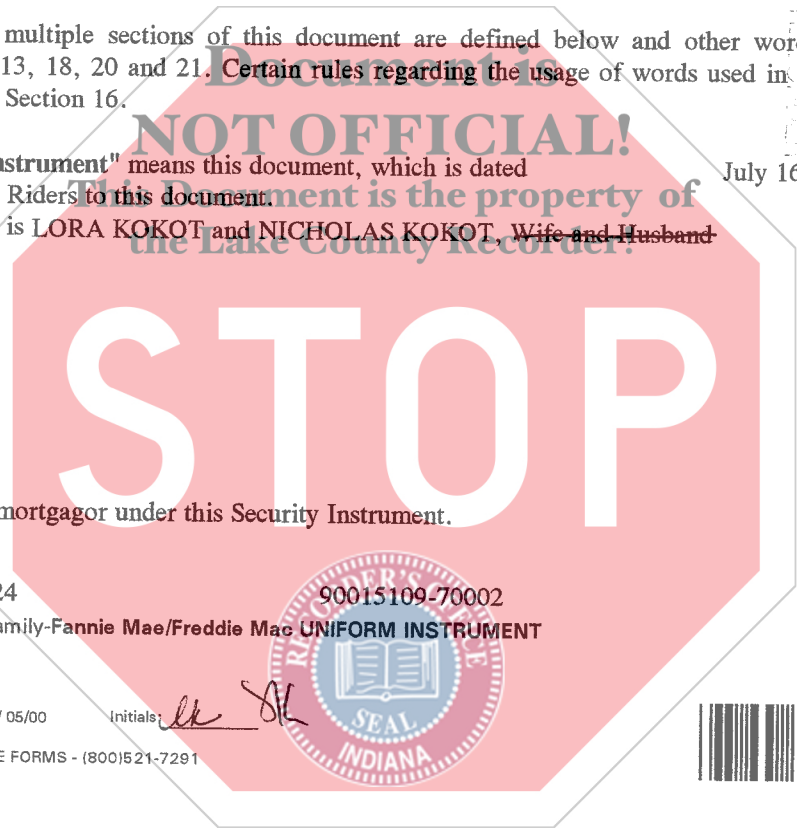 multiple sections of this document are defined below and other wor
Document is
13, 18, 20 and 21. Certain rules regarding the usage of words used in
Section 16.
NOT OFFICIAL!
nstrument" means this document, which is dated July 16
Riders to this document.
This Document is the property of
is LORA KOKOT and NICHOLAS KOKOT, Wife and Husband
the Lake County Recorder!
STOP
mortgagor under this Security Instrument.
24 90015109-70002
amily-Fannie Mae/Freddie Mac UNIFORM INSTRUMENT
RECORDER'S OFFICE
SEAL
INDIANA
/ 05/00 Initials: lk NK
E FORMS - (800)521-7291